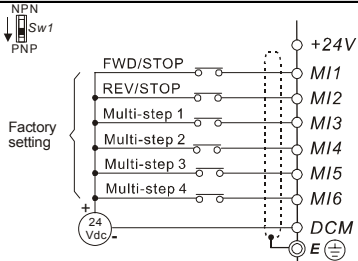 NPN
Sw1
PNP
+24V
FWD/STOP MI1
REV/STOP MI2
Multi-step 1 MI3
Factory setting
Multi-step 2 MI4
Multi-step 3 MI5
Multi-step 4 MI6
+
24
Vdc
-
DCM
E